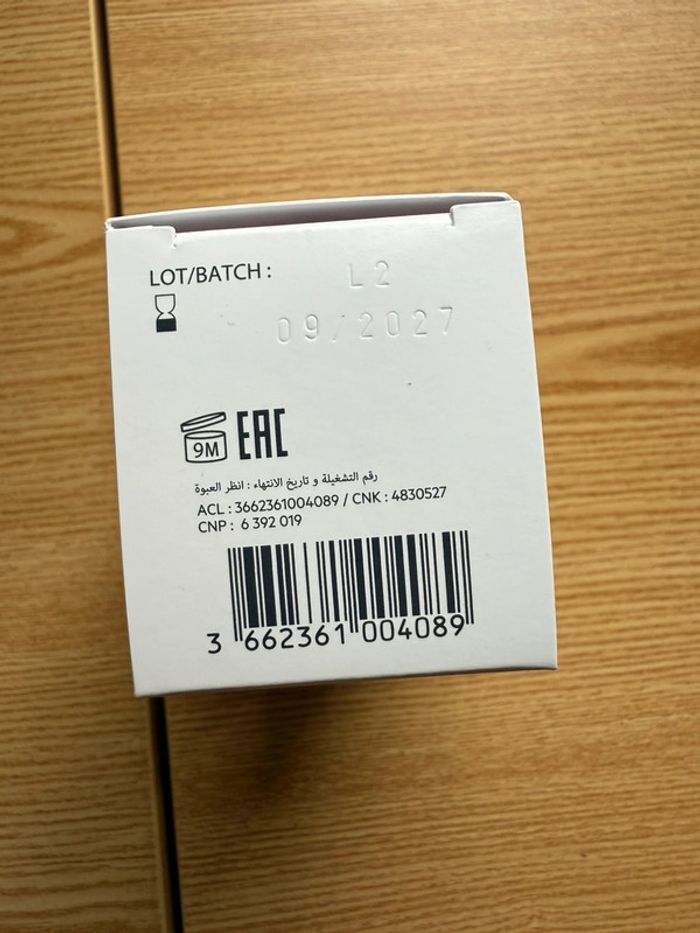 LOT/BATCH : L2
09/2027
9M EAC
رقم التشغيلة و تاريخ الانتهاء : انظر العبوة
ACL : 3662361004089 / CNK : 4830527
CNP : 6 392 019
3 662361 004089